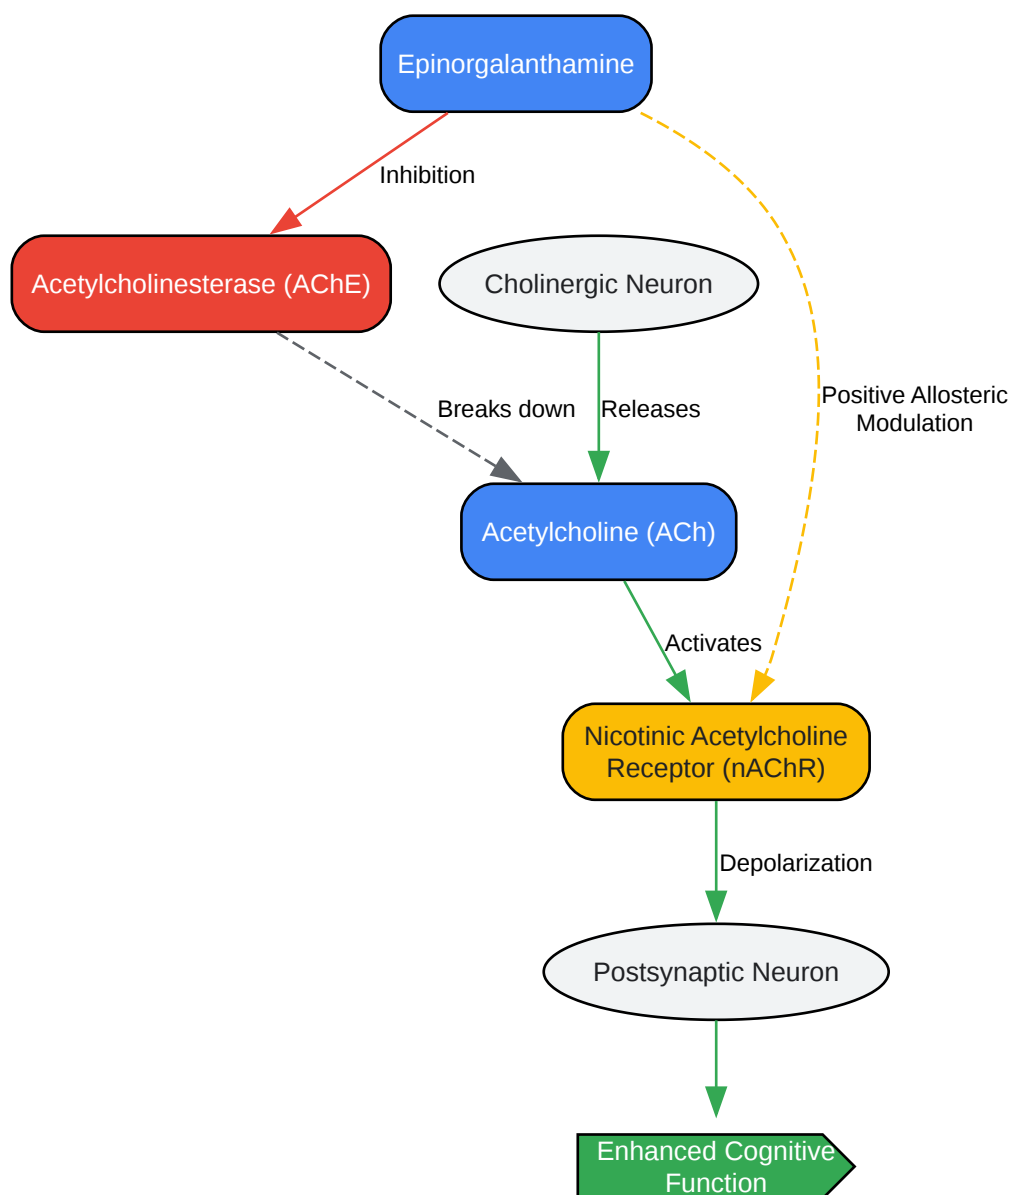 Epinorgalanthamine
Inhibition
Acetylcholinesterase (AChE)
Cholinergic Neuron
Positive Allosteric
Modulation
Breaks down
Releases
Acetylcholine (ACh)
Activates
Nicotinic Acetylcholine
Receptor (nAChR)
Depolarization
Postsynaptic Neuron
Enhanced Cognitive
Function